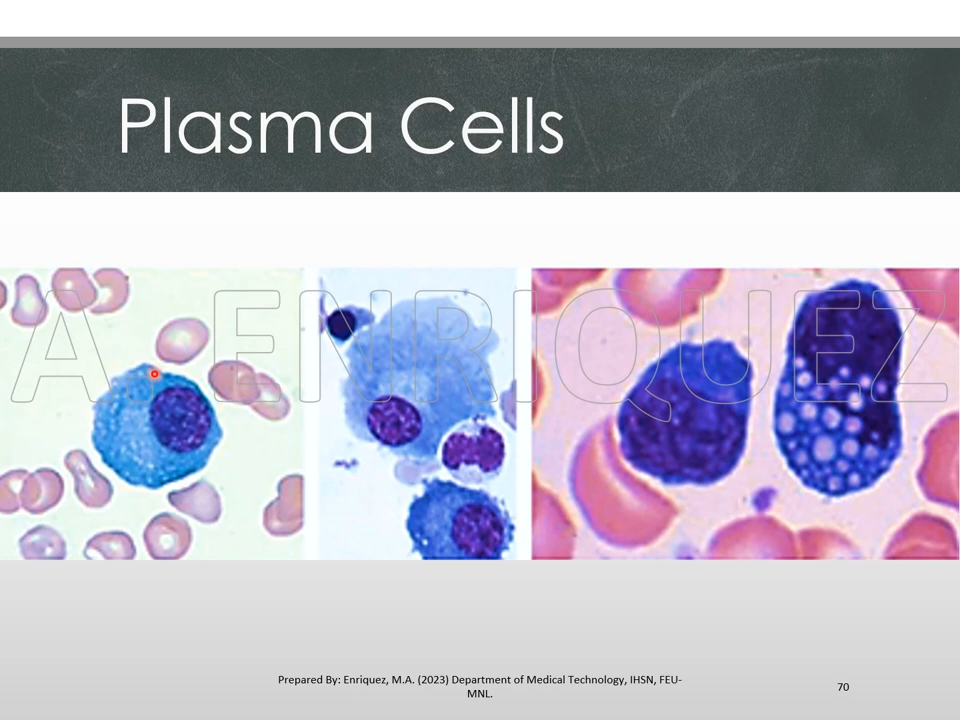 Plasma Cells
A. ENRIQUEZ
Prepared By: Enriquez, M.A. (2023) Department of Medical Technology, IHSN, FEU-
MNL.
70